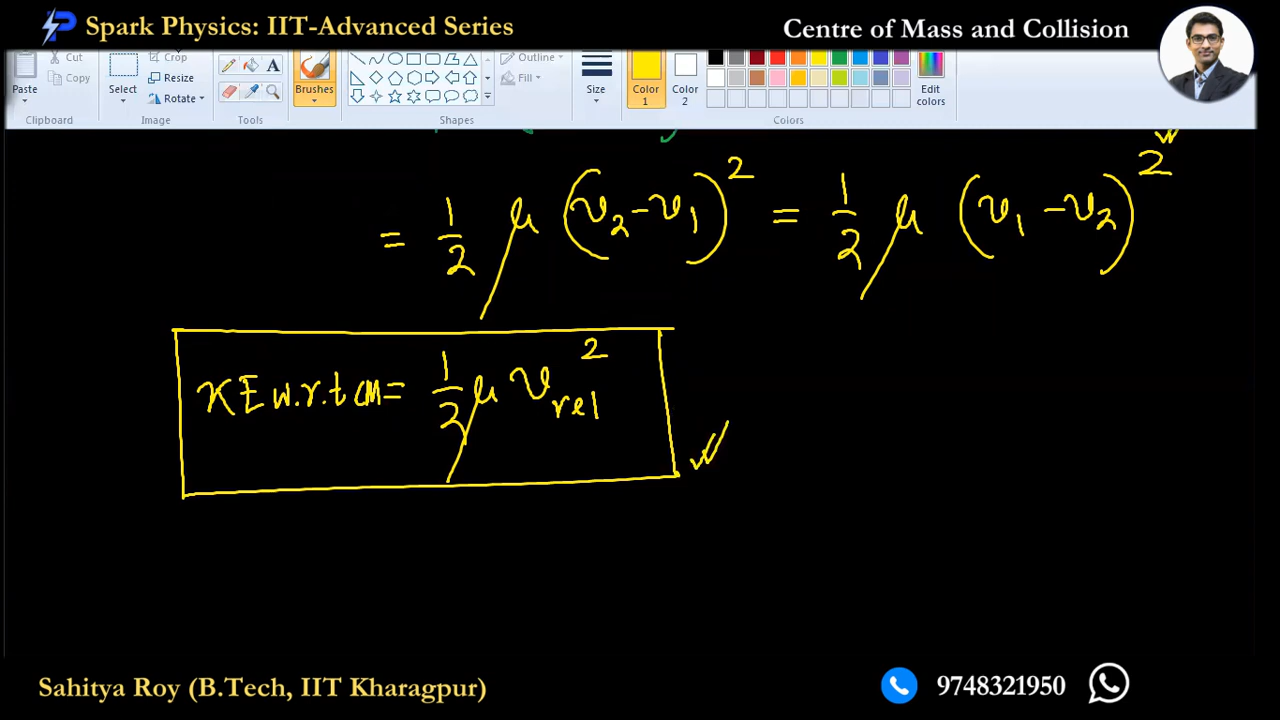 Spark Physics: IIT-Advanced Series
Centre of Mass and Collision
Cut
Copy
Paste
Clipboard
Crop
Resize
Rotate
Select
Image
A
Tools
Brushes
Outline
Fill
Shapes
Size
Color 1
Color 2
Edit colors
Colors
= 1/2 μ (v₂-v₁)² = 1/2 μ (v₁-v₂)²
KE w.r.t CM = 1/2 μ v_rel²
Sahitya Roy (B.Tech, IIT Kharagpur)
9748321950